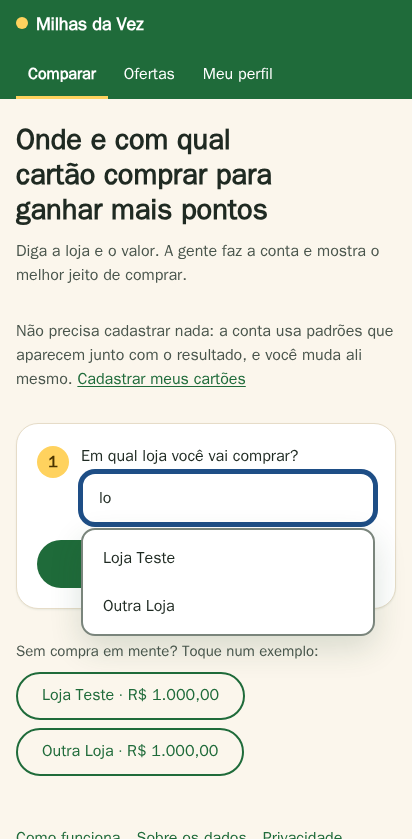 Milhas da Vez
Comparar Ofertas Meu perfil
Onde e com qual
cartão comprar para
ganhar mais pontos
Diga a loja e o valor. A gente faz a conta e mostra o
melhor jeito de comprar.
Não precisa cadastrar nada: a conta usa padrões que
aparecem junto com o resultado, e você muda ali
mesmo. Cadastrar meus cartões
1 Em qual loja você vai comprar?
lo
Loja Teste
Outra Loja
Sem compra em mente? Toque num exemplo:
Loja Teste · R$ 1.000,00
Outra Loja · R$ 1.000,00
Como funciona Sobre os dados Privacidade